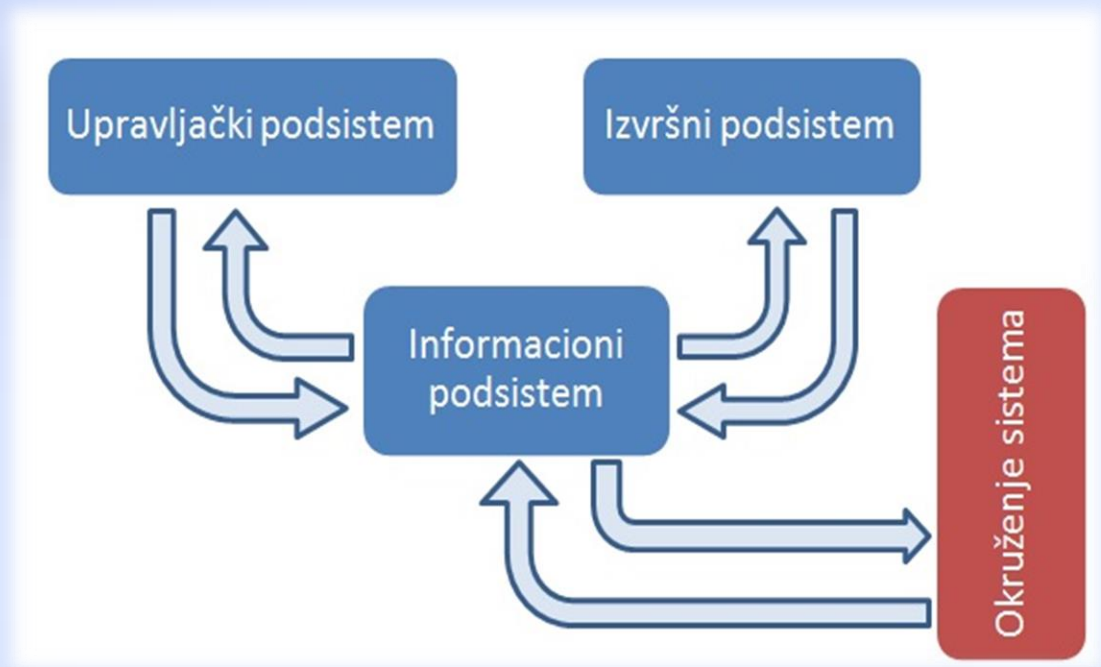 Upravljački podsistem
Izvršni podsistem
Informacioni
podsistem
Okruženje sistema